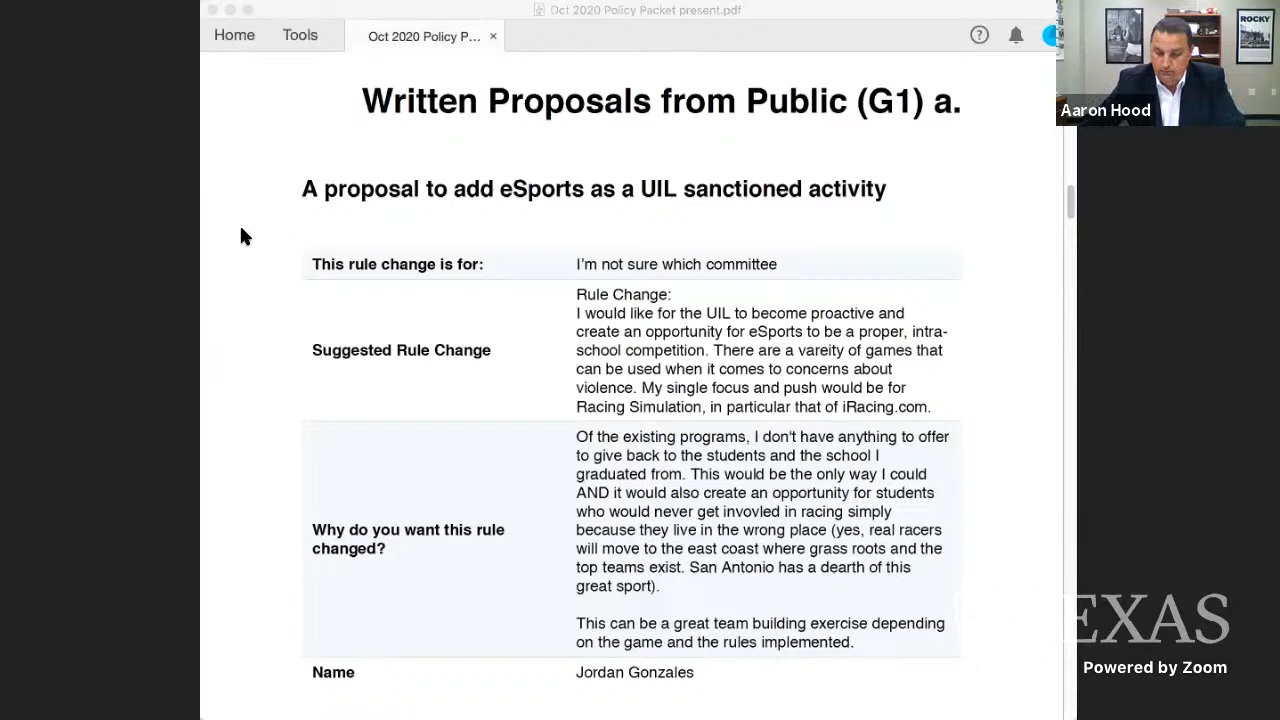 Oct 2020 Policy Packet present.pdf
Home
Tools
Oct 2020 Policy P...
×
?
ROCKY
Aaron Hood
Written Proposals from Public (G1) a.
A proposal to add eSports as a UIL sanctioned activity
This rule change is for:
I'm not sure which committee
Suggested Rule Change
Rule Change:
I would like for the UIL to become proactive and
create an opportunity for eSports to be a proper, intra-
school competition. There are a vareity of games that
can be used when it comes to concerns about
violence. My single focus and push would be for
Racing Simulation, in particular that of iRacing.com.
Why do you want this rule
changed?
Of the existing programs, I don't have anything to offer
to give back to the students and the school I
graduated from. This would be the only way I could
AND it would also create an opportunity for students
who would never get invovled in racing simply
because they live in the wrong place (yes, real racers
will move to the east coast where grass roots and the
top teams exist. San Antonio has a dearth of this
great sport).
This can be a great team building exercise depending
on the game and the rules implemented.
Name
Jordan Gonzales
EXAS
Powered by Zoom